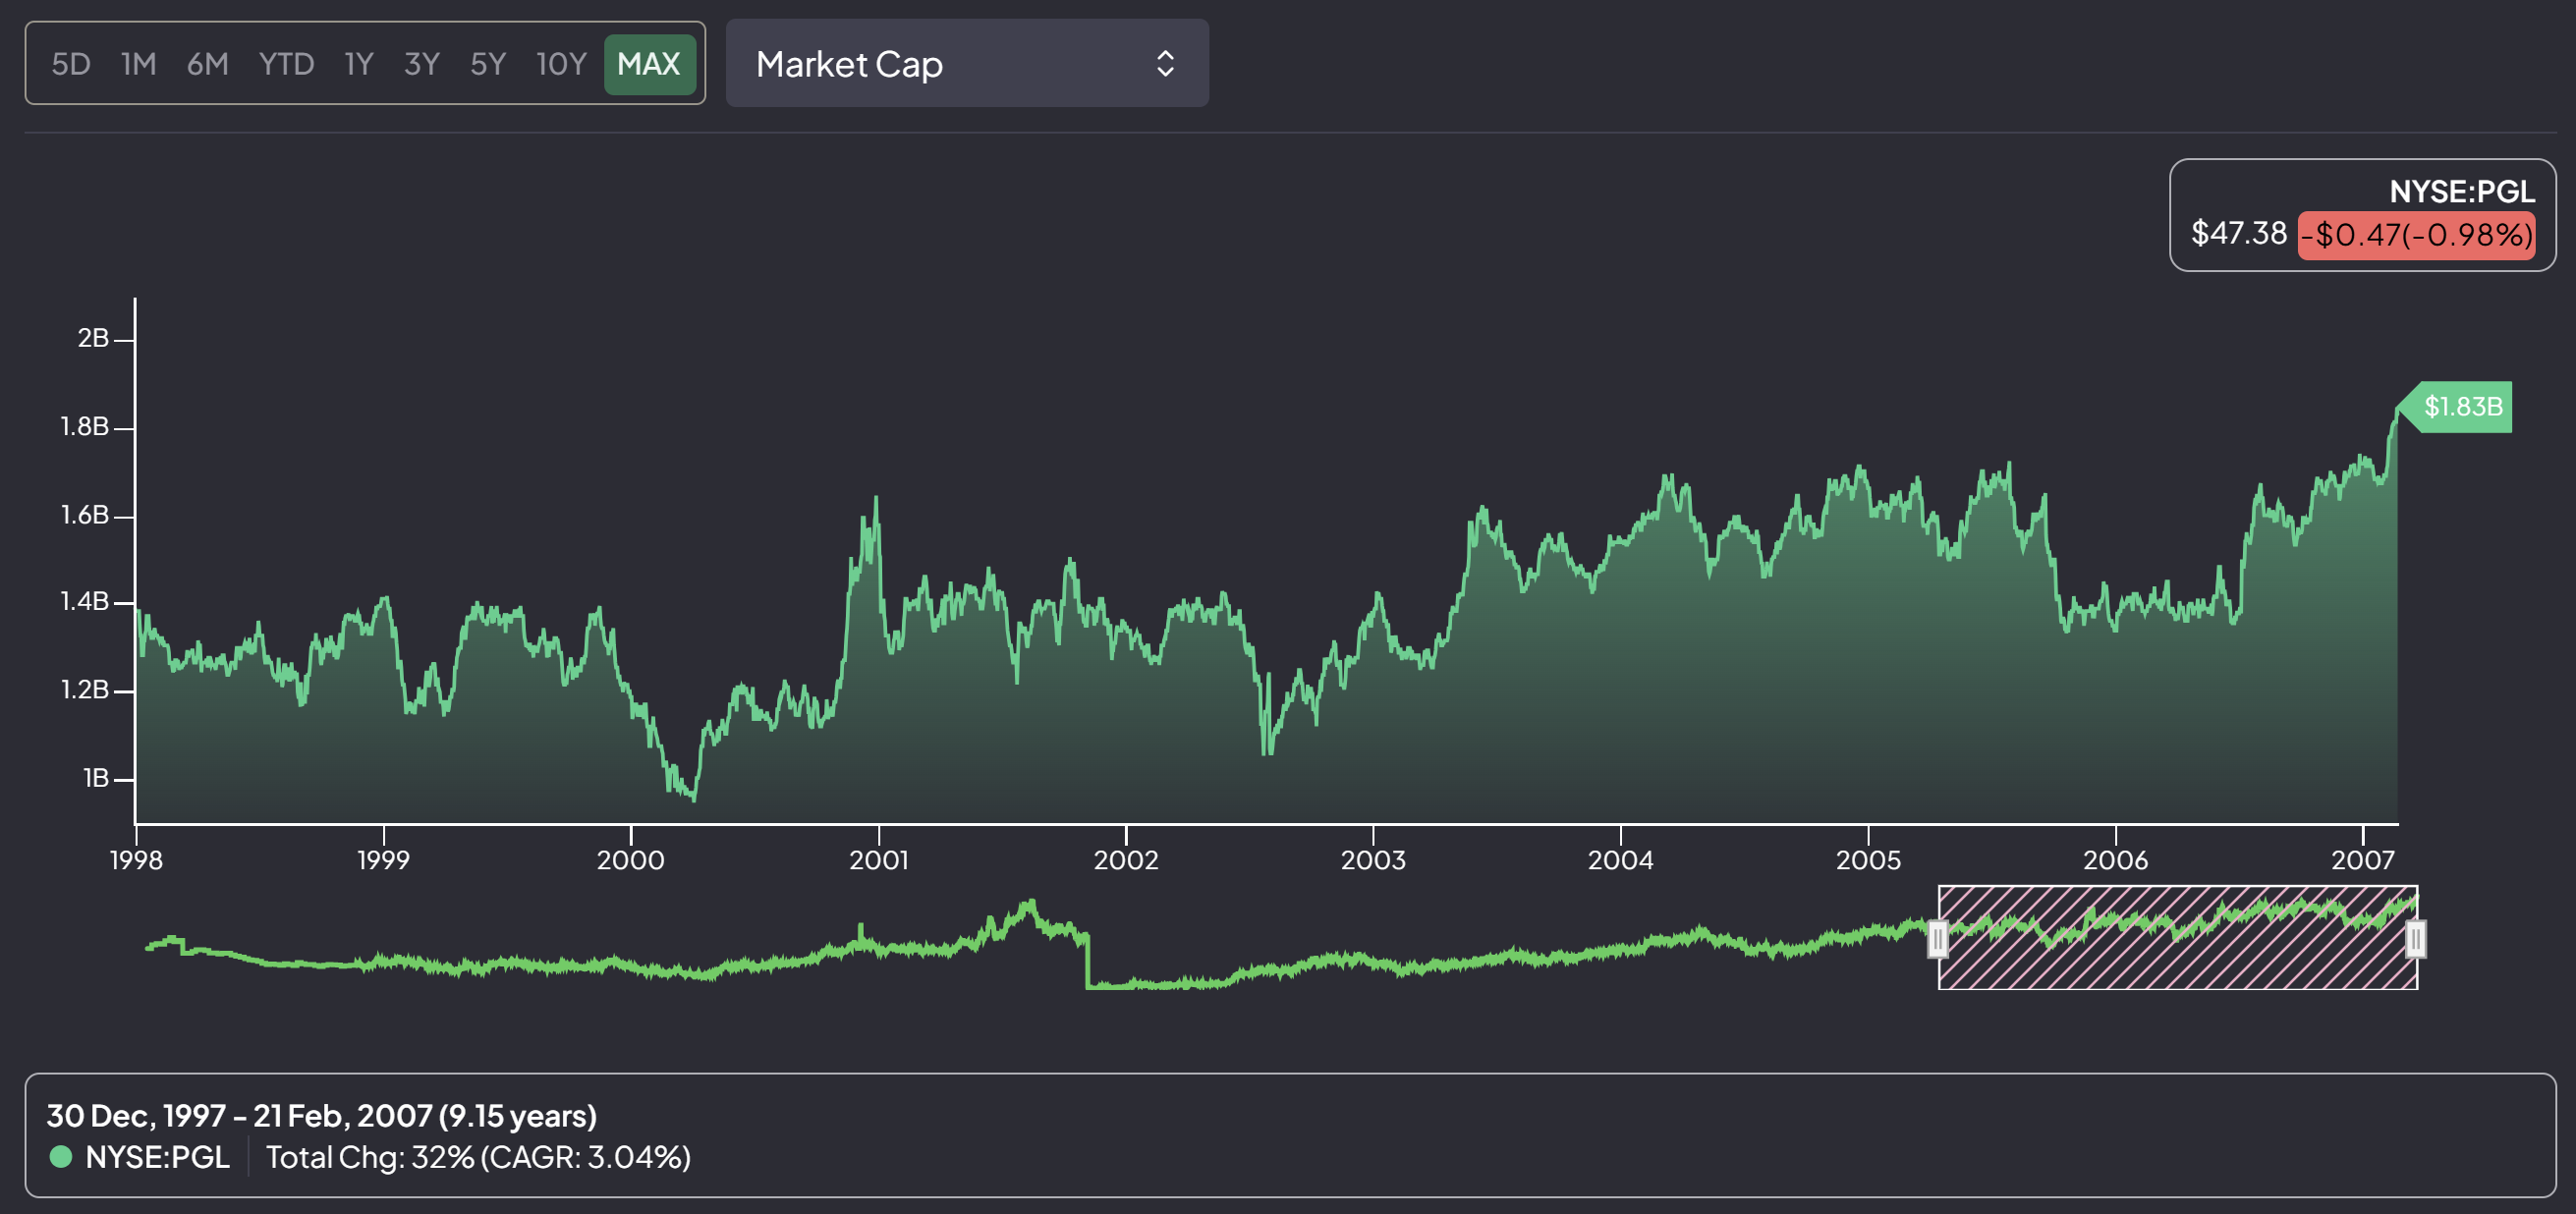 5D 1M 6M YTD 1Y 3Y 5Y 10Y MAX Market Cap
NYSE:PGL
$47.38 -$0.47(-0.98%)
2B
1.8B
1.6B
1.4B
1.2B
1B
$1.83B
1998 1999 2000 2001 2002 2003 2004 2005 2006 2007
30 Dec, 1997 - 21 Feb, 2007 (9.15 years)
NYSE:PGL Total Chg: 32% (CAGR: 3.04%)